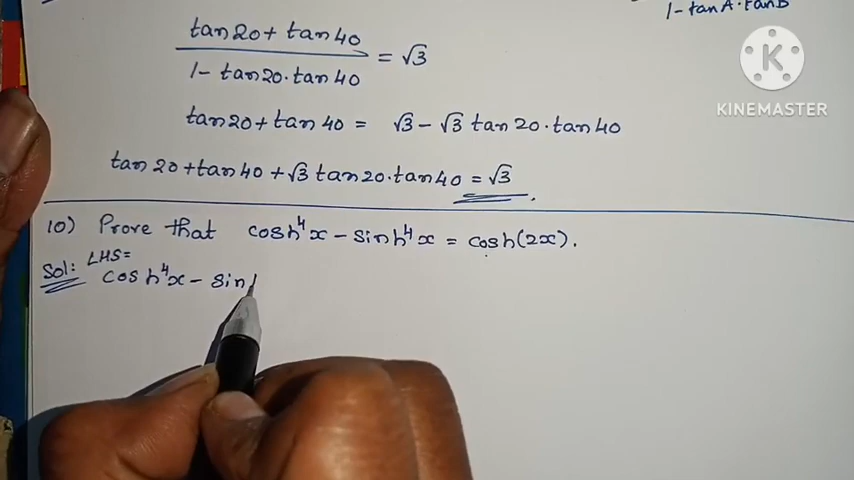 1-tanA.tanB
tan20+ tan40
1- tan20.tan40
= √3
KINEMASTER
tan20+tan40 = √3 - √3 tan20.tan40
tan20+tan40 + √3 tan20.tan40 = √3.
10) Prove that cosh⁴x - sinh⁴x = cosh(2x).
LHS=
Sol: cosh⁴x - sin